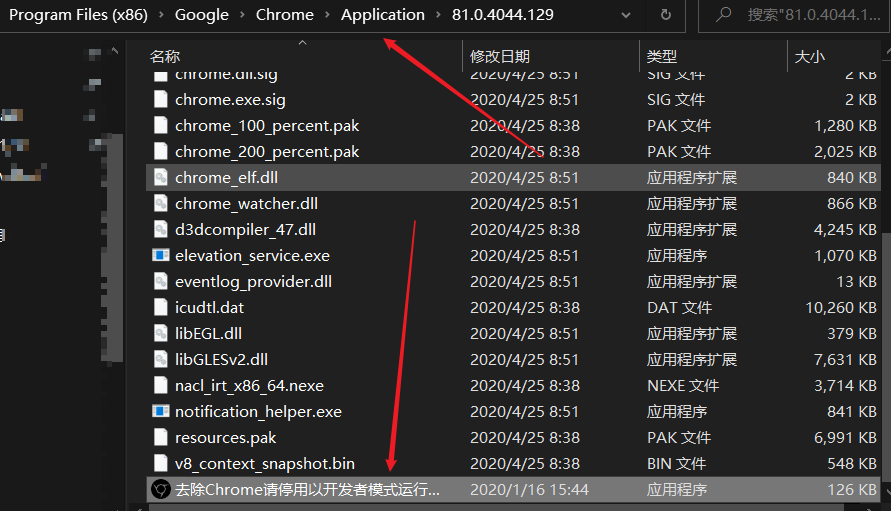 Program Files (x86) › Google › Chrome › Application › 81.0.4044.129 搜索"81.0.4044.1...
名称 修改日期 类型 大小
chrome.dll.sig 2020/4/25 8:51 SIG 文件 2 KB
chrome.exe.sig 2020/4/25 8:51 SIG 文件 2 KB
chrome_100_percent.pak 2020/4/25 8:38 PAK 文件 1,280 KB
chrome_200_percent.pak 2020/4/25 8:38 PAK 文件 2,025 KB
chrome_elf.dll 2020/4/25 8:51 应用程序扩展 840 KB
chrome_watcher.dll 2020/4/25 8:51 应用程序扩展 866 KB
d3dcompiler_47.dll 2020/4/25 8:38 应用程序扩展 4,245 KB
elevation_service.exe 2020/4/25 8:51 应用程序 1,070 KB
eventlog_provider.dll 2020/4/25 8:51 应用程序扩展 13 KB
icudtl.dat 2020/4/25 8:38 DAT 文件 10,260 KB
libEGL.dll 2020/4/25 8:51 应用程序扩展 379 KB
libGLESv2.dll 2020/4/25 8:51 应用程序扩展 7,631 KB
nacl_irt_x86_64.nexe 2020/4/25 8:38 NEXE 文件 3,714 KB
notification_helper.exe 2020/4/25 8:51 应用程序 841 KB
resources.pak 2020/4/25 8:38 PAK 文件 6,991 KB
v8_context_snapshot.bin 2020/4/25 8:38 BIN 文件 548 KB
去除Chrome请停用以开发者模式运行... 2020/1/16 15:44 应用程序 126 KB